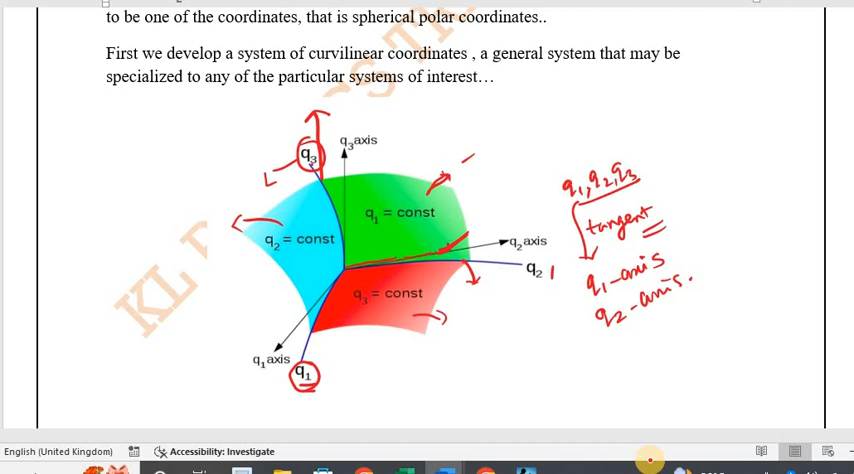 to be one of the coordinates, that is spherical polar coordinates..
First we develop a system of curvilinear coordinates , a general system that may be
specialized to any of the particular systems of interest…
q3
q3 axis
q1 = const
q2 = const
q2 axis
q2
q3 = const
q1 axis
q1
q1, q2, q3
tangent
q1-axis
q2-axis.
KL
English (United Kingdom)
Accessibility: Investigate